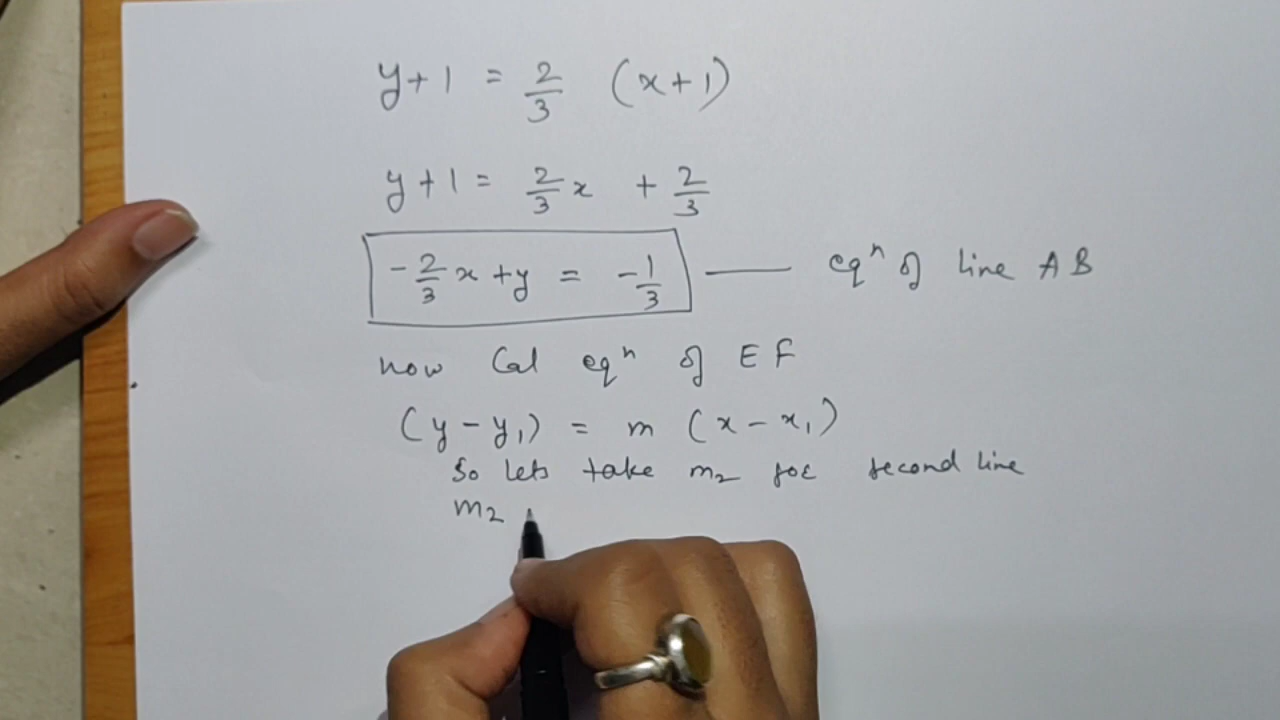 y+1 = 2/3 (x+1)
y+1 = 2/3 x + 2/3
-2/3 x + y = -1/3 —— eqⁿ of line AB
now Cal eqⁿ of EF
(y - y₁) = m (x - x₁)
So lets take m₂ for second line
m₂